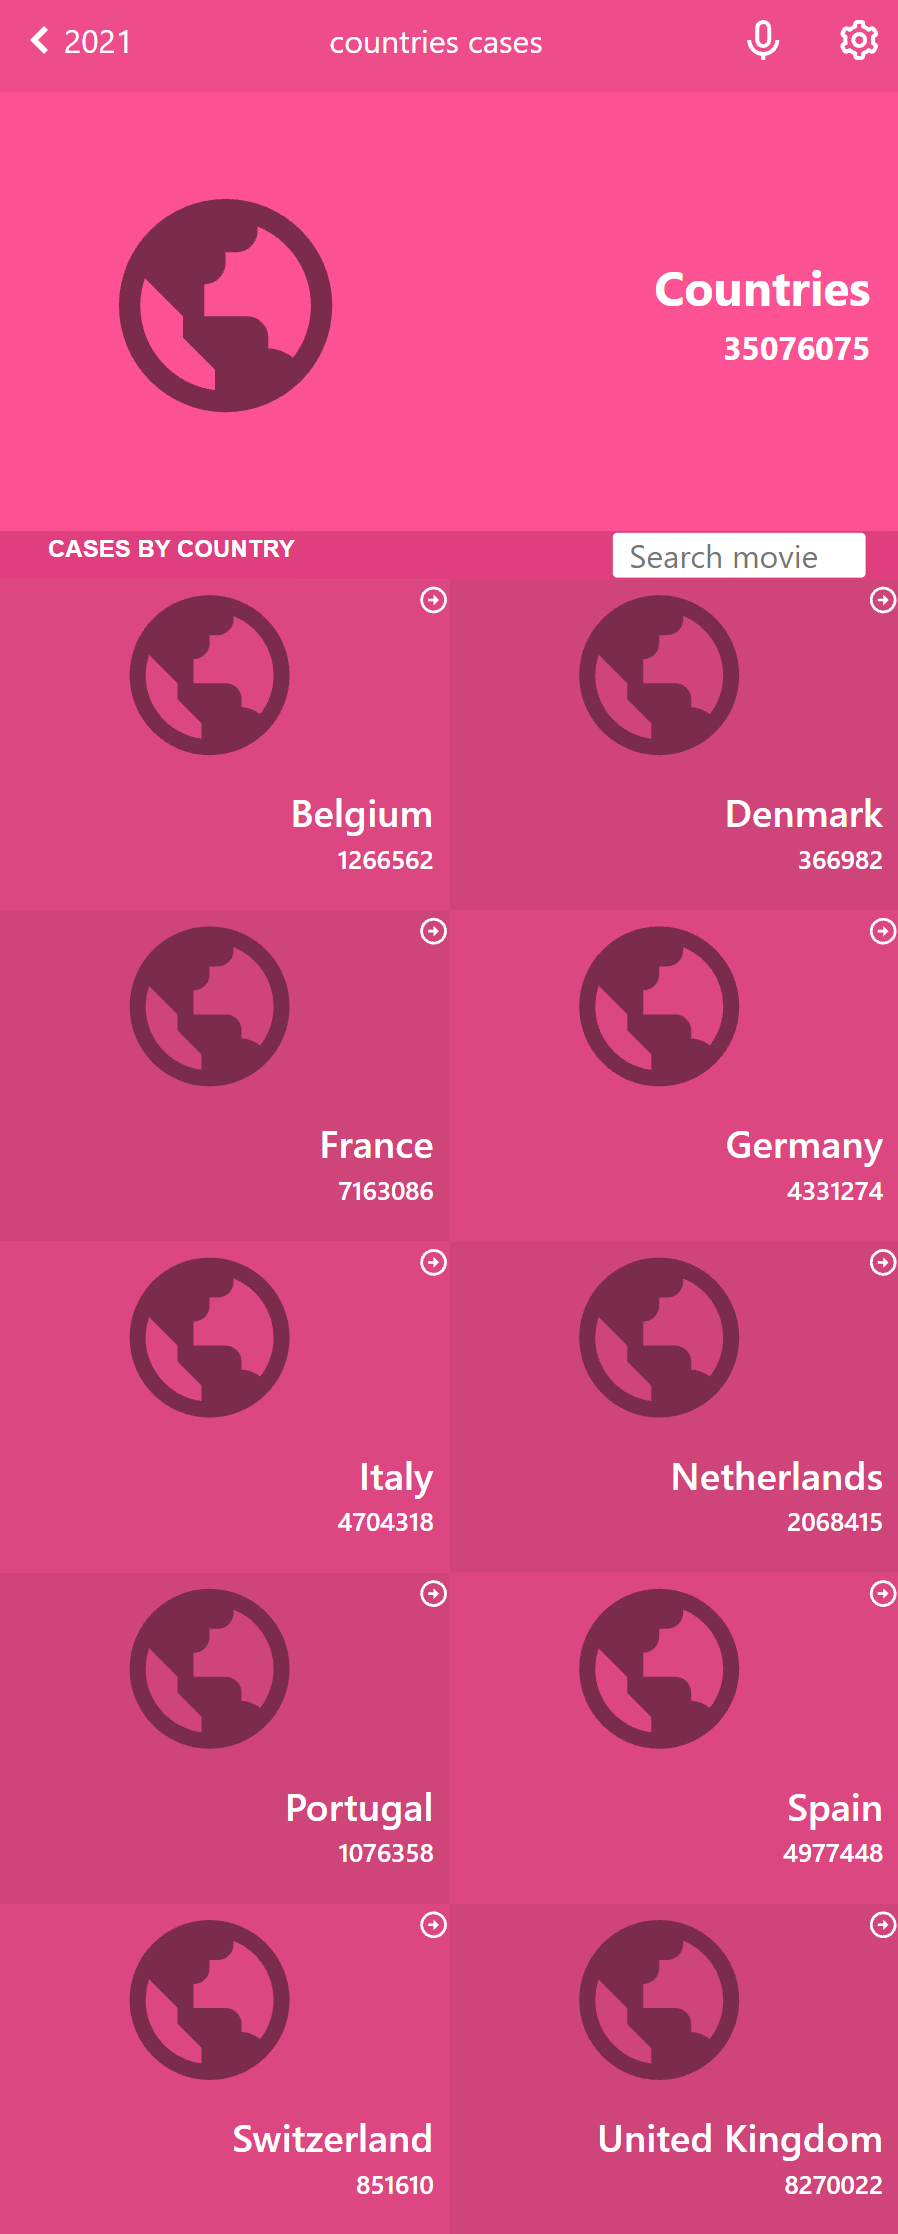 2021
countries cases
Countries
35076075
CASES BY COUNTRY
Search movie
Belgium
1266562
Denmark
366982
France
7163086
Germany
4331274
Italy
4704318
Netherlands
2068415
Portugal
1076358
Spain
4977448
Switzerland
851610
United Kingdom
8270022